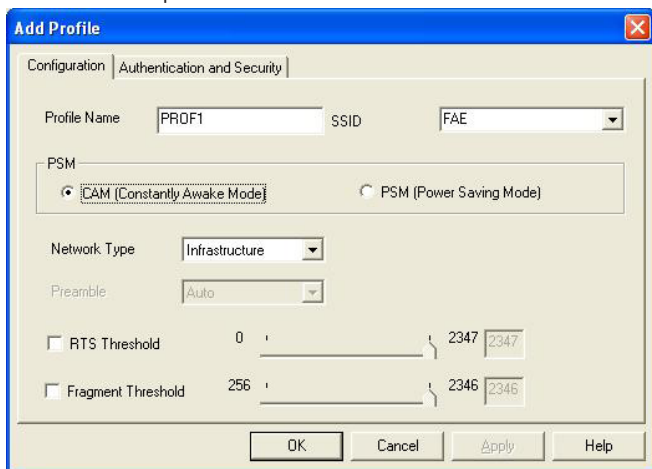 Add Profile
Configuration Authentication and Security
Profile Name PROF1 SSID FAE
PSM
CAM (Constantly Awake Mode) PSM (Power Saving Mode)
Network Type Infrastructure
Preamble Auto
RTS Threshold 0 2347 2347
Fragment Threshold 256 2346 2346
OK Cancel Apply Help